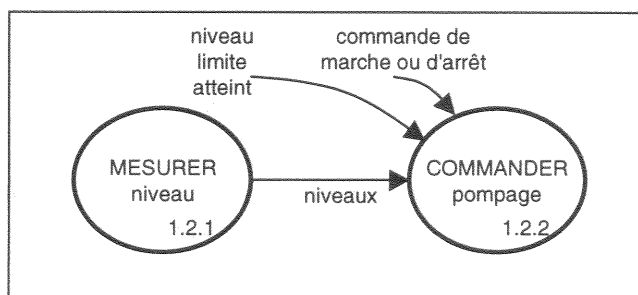 niveau
limite
atteint
commande de
marche ou d'arrêt
MESURER
niveau
1.2.1
niveaux
COMMANDER
pompage
1.2.2